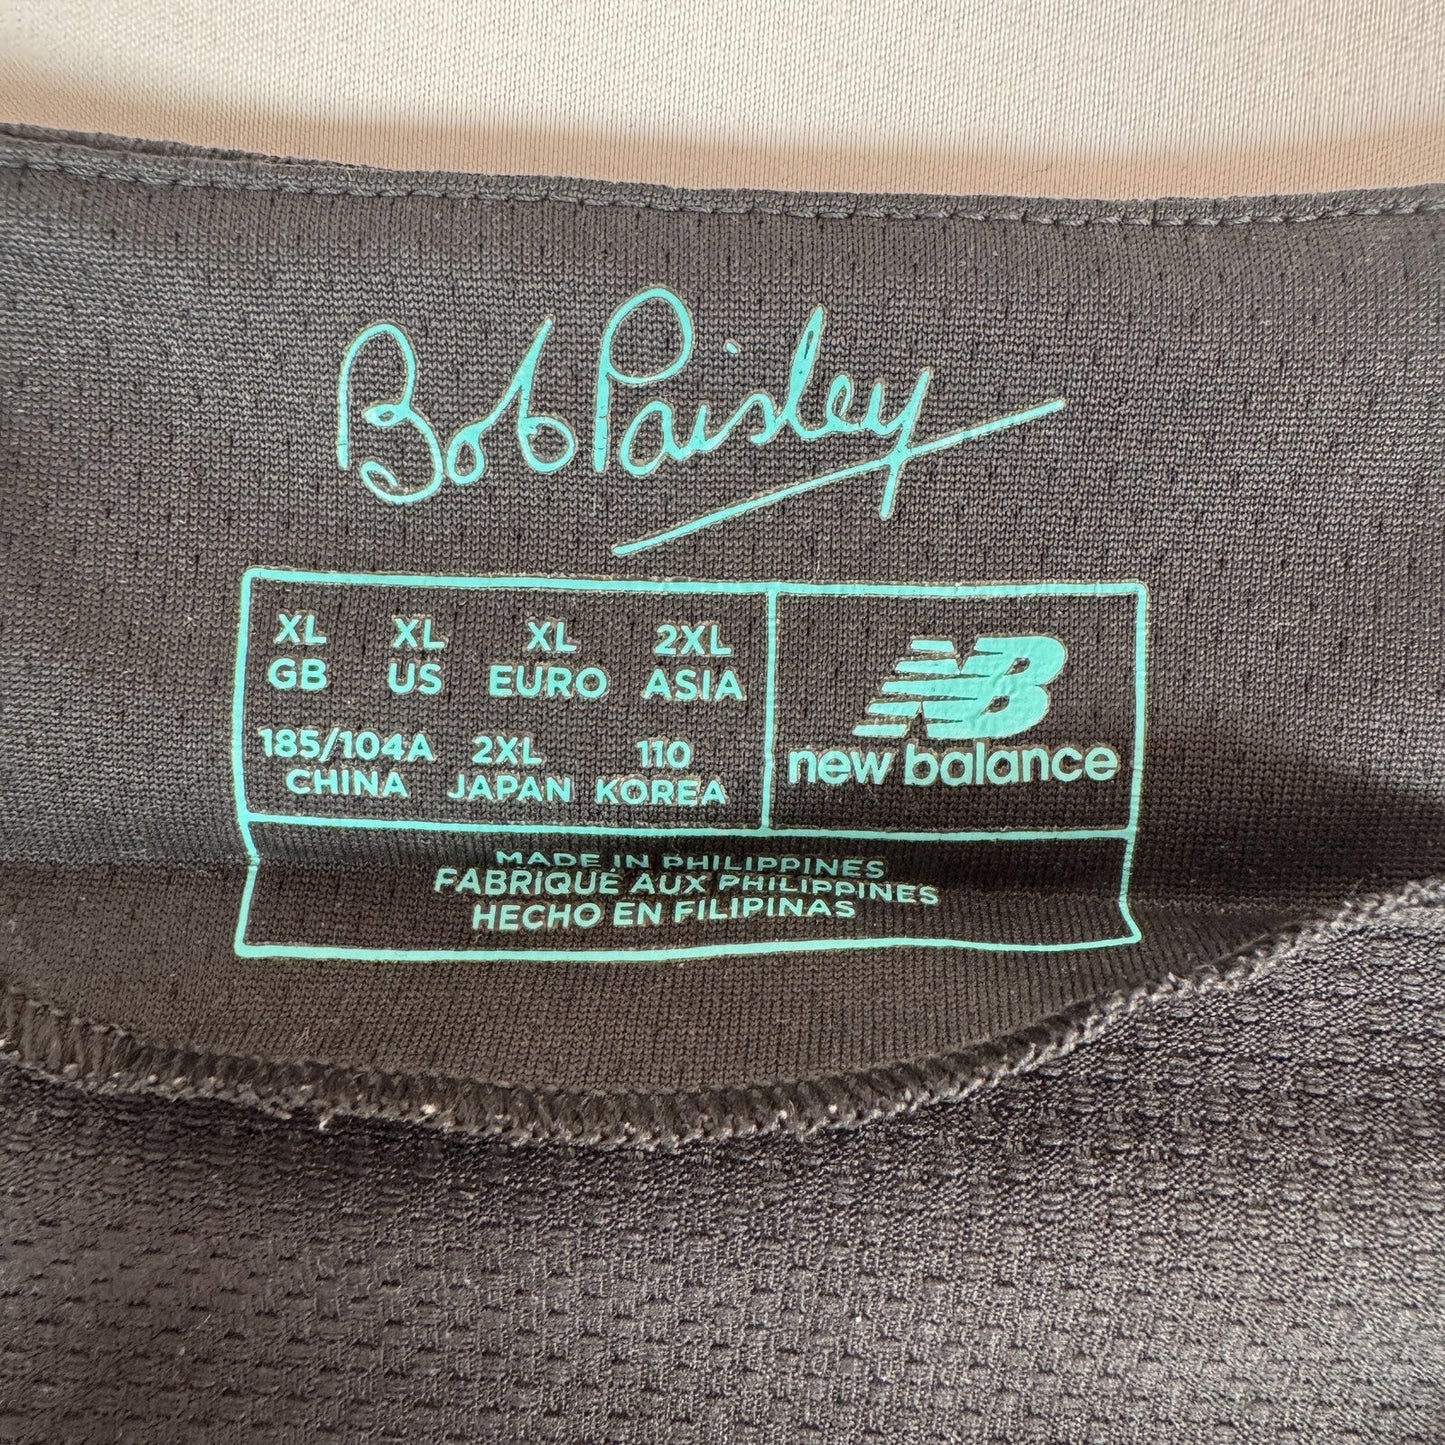 Bob Paisley
XL XL XL 2XL
GB US EURO ASIA
185/104A 2XL 110
CHINA JAPAN KOREA
NB
new balance
MADE IN PHILIPPINES
FABRIQUÉ AUX PHILIPPINES
HECHO EN FILIPINAS